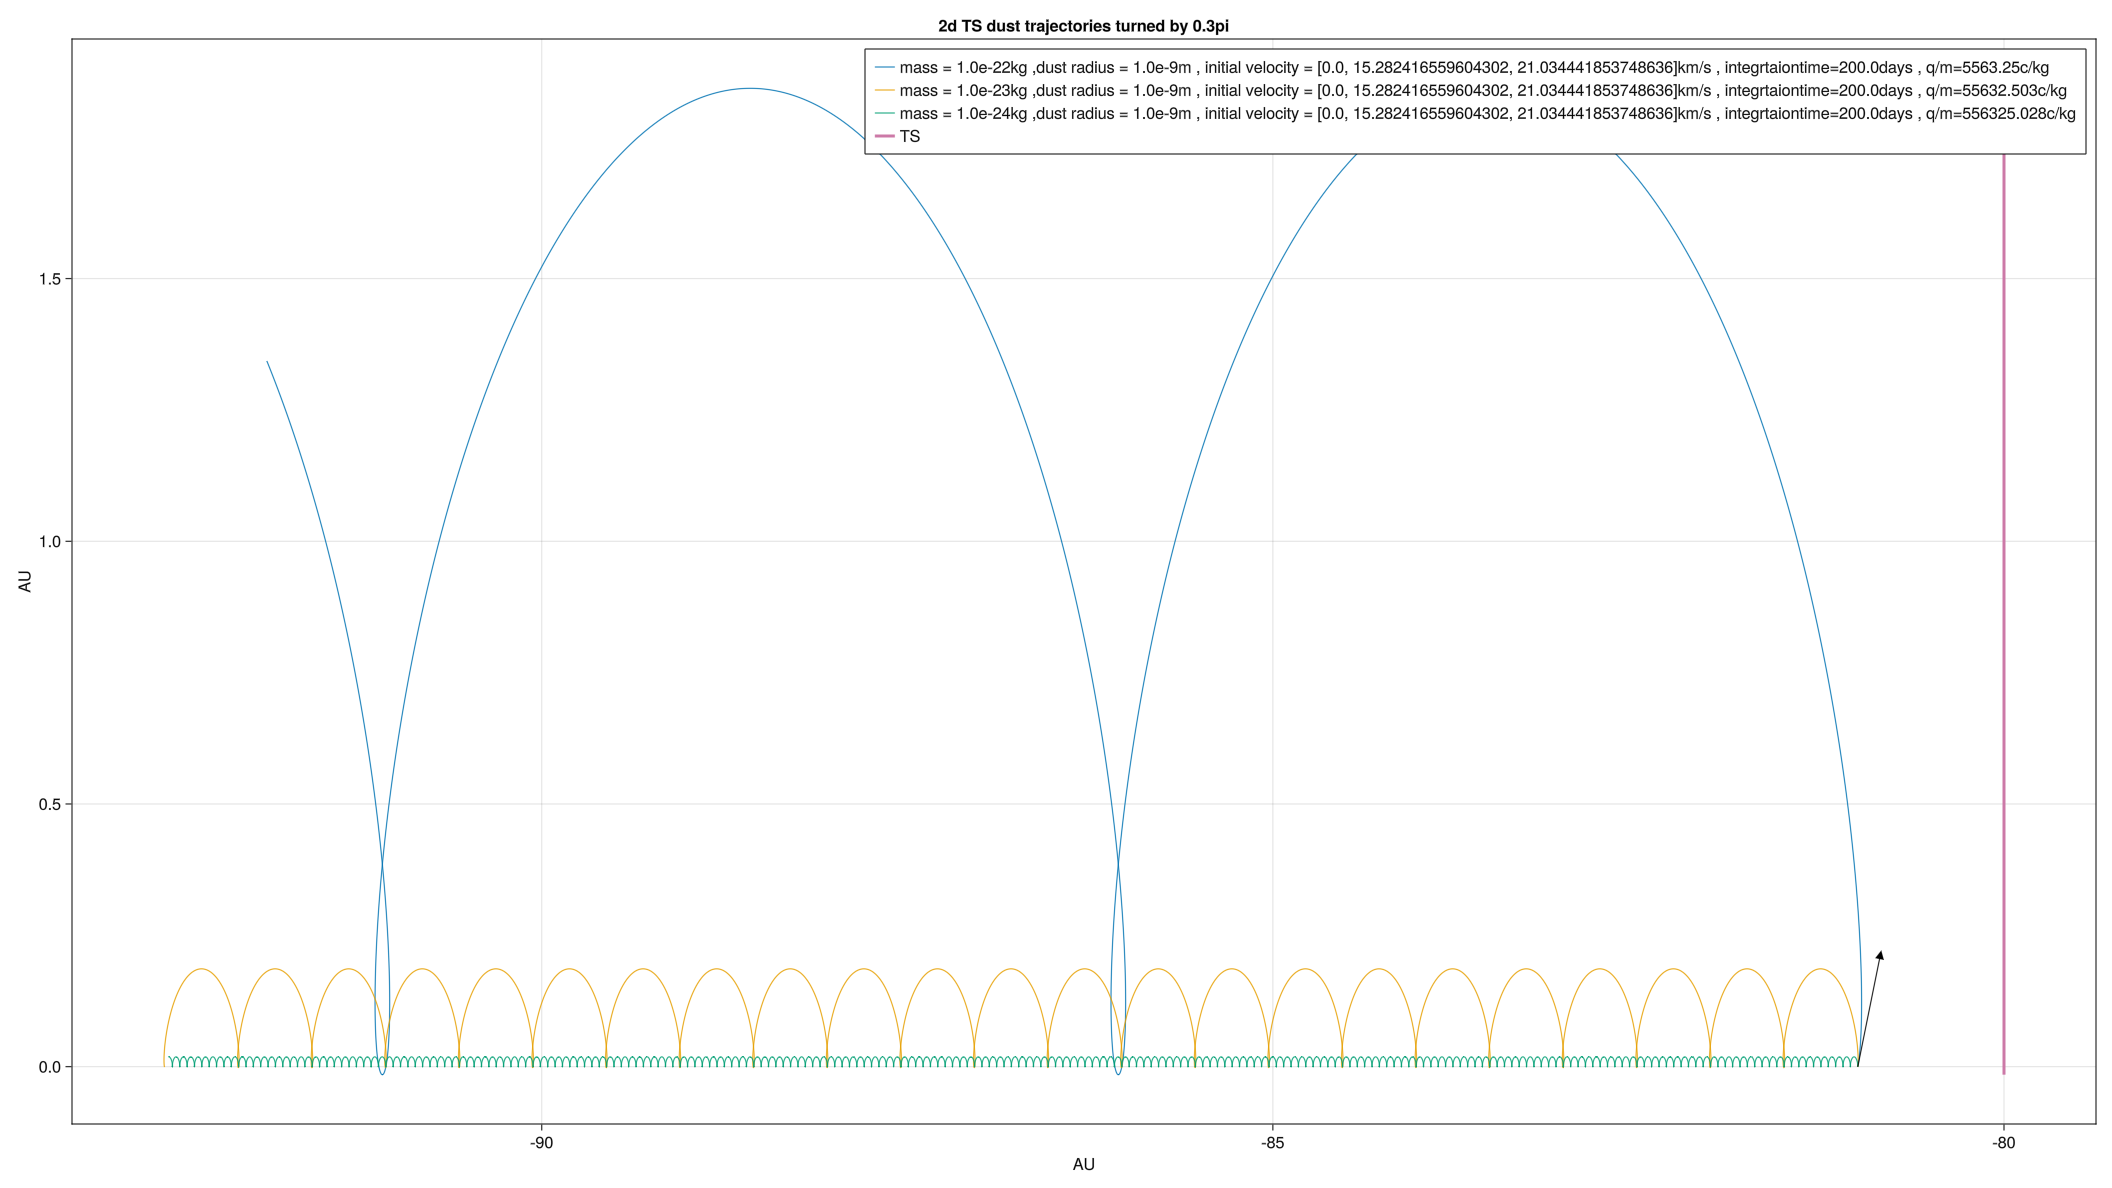 2d TS dust trajectories turned by 0.3pi
mass = 1.0e-22kg ,dust radius = 1.0e-9m , initial velocity = [0.0, 15.282416559604302, 21.034441853748636]km/s , integrtaiontime=200.0days , q/m=5563.25c/kg
mass = 1.0e-23kg ,dust radius = 1.0e-9m , initial velocity = [0.0, 15.282416559604302, 21.034441853748636]km/s , integrtaiontime=200.0days , q/m=55632.503c/kg
mass = 1.0e-24kg ,dust radius = 1.0e-9m , initial velocity = [0.0, 15.282416559604302, 21.034441853748636]km/s , integrtaiontime=200.0days , q/m=556325.028c/kg
TS
1.5
1.0
AU
0.5
0.0
-90
-85
-80
AU